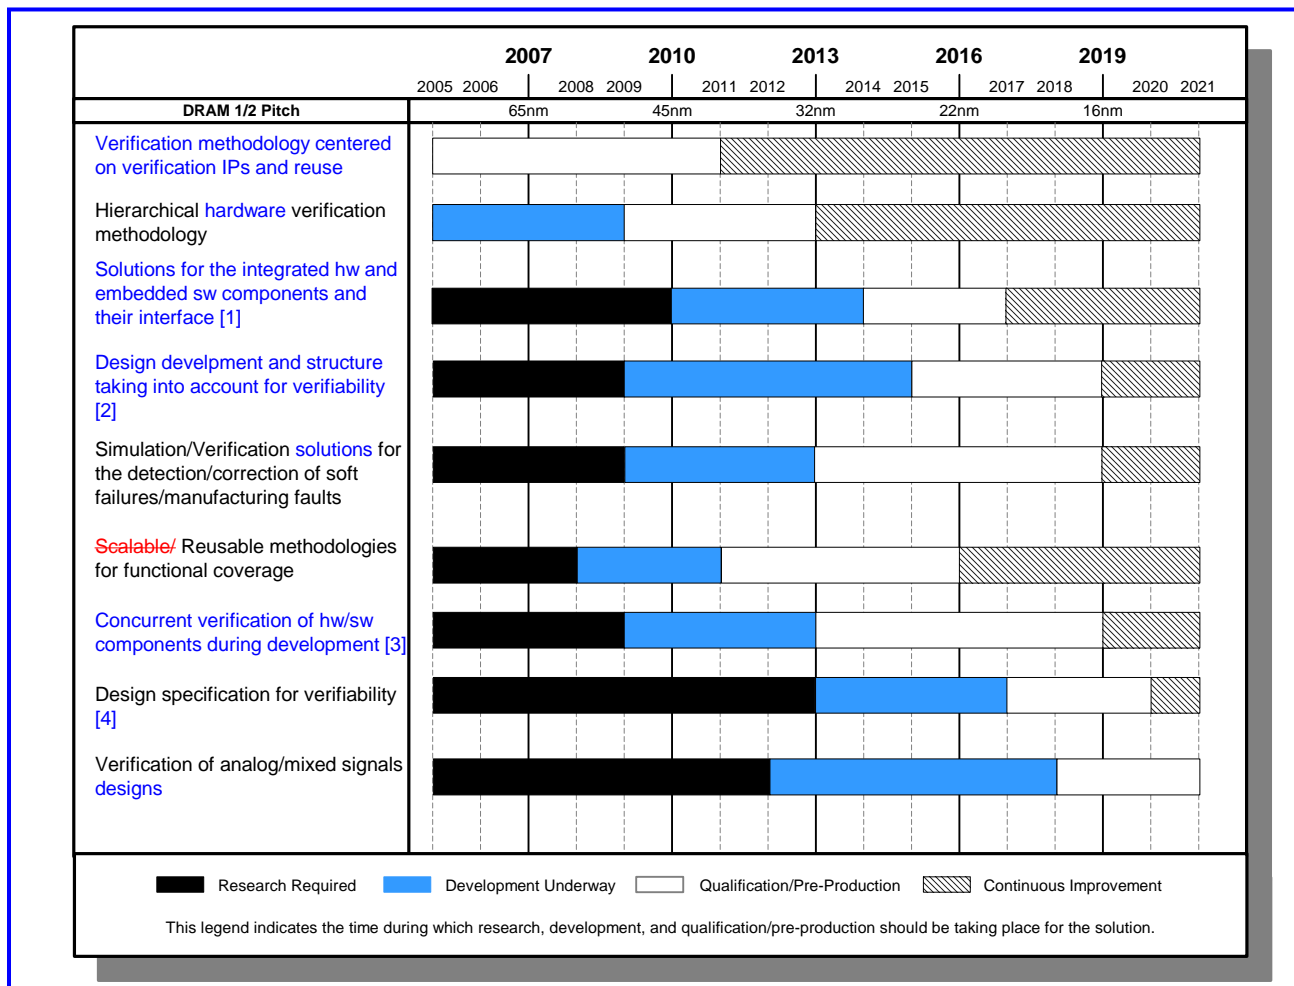 2007 2010 2013 2016 2019
2005 2006 2008 2009 2011 2012 2014 2015 2017 2018 2020 2021
DRAM 1/2 Pitch 65nm 45nm 32nm 22nm 16nm
Verification methodology centered
on verification IPs and reuse
Hierarchical hardware verification
methodology
Solutions for the integrated hw and
embedded sw components and
their interface [1]
Design develpment and structure
taking into account for verifiability
[2]
Simulation/Verification solutions for
the detection/correction of soft
failures/manufacturing faults
Scalable/ Reusable methodologies
for functional coverage
Concurrent verification of hw/sw
components during development [3]
Design specification for verifiability
[4]
Verification of analog/mixed signals
designs
Research Required Development Underway Qualification/Pre-Production Continuous Improvement
This legend indicates the time during which research, development, and qualification/pre-production should be taking place for the solution.